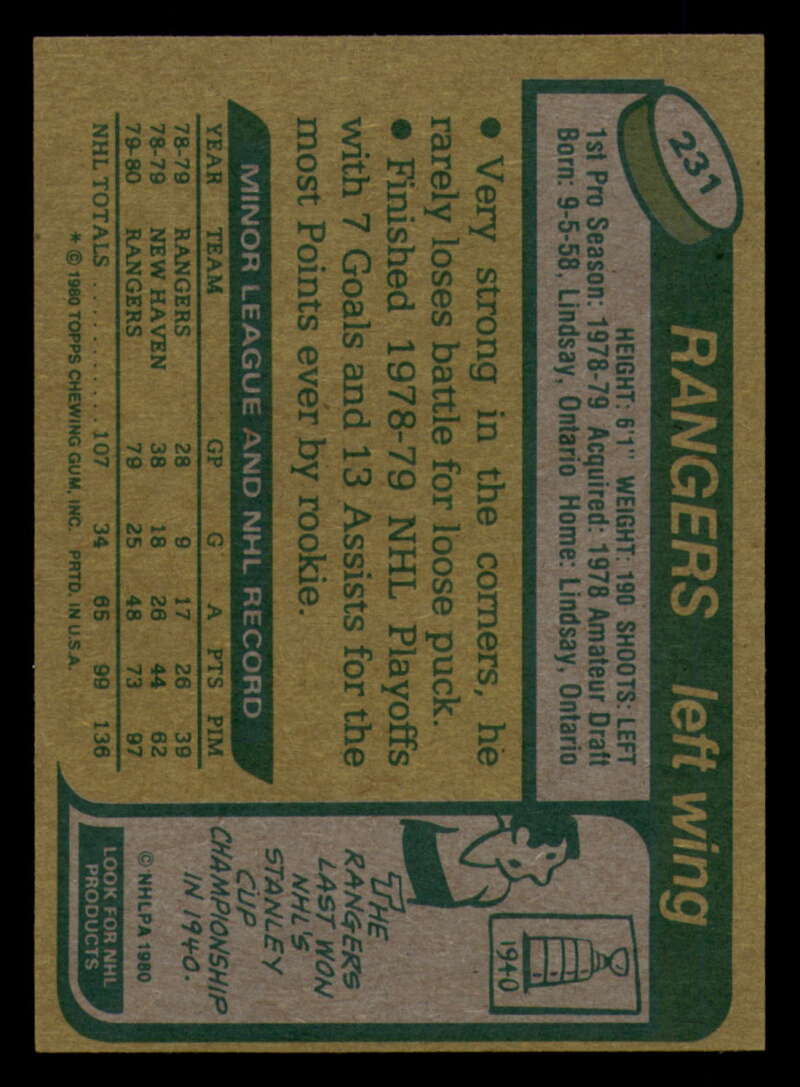 231
RANGERS left wing
HEIGHT: 6'1" WEIGHT: 190 SHOOTS: LEFT
1st Pro Season: 1978-79 Acquired: 1978 Amateur Draft
Born: 9-5-58, Lindsay, Ontario Home: Lindsay, Ontario
• Very strong in the corners, he
rarely loses battle for loose puck.
• Finished 1978-79 NHL Playoffs
with 7 Goals and 13 Assists for the
most Points ever by rookie.
MINOR LEAGUE AND NHL RECORD
YEAR TEAM GP G A PTS PIM
78-79 RANGERS 28 9 17 26 39
78-79 NEW HAVEN 38 18 26 44 62
79-80 RANGERS 79 25 48 73 97
NHL TOTALS .......... 107 34 65 99 136
* © 1980 TOPPS CHEWING GUM, INC. PRTD. IN U.S.A.
1940
THE
RANGERS
LAST WON
NHL'S
STANLEY
CUP
CHAMPIONSHIP
IN 1940.
© NHLPA 1980
LOOK FOR NHL
PRODUCTS